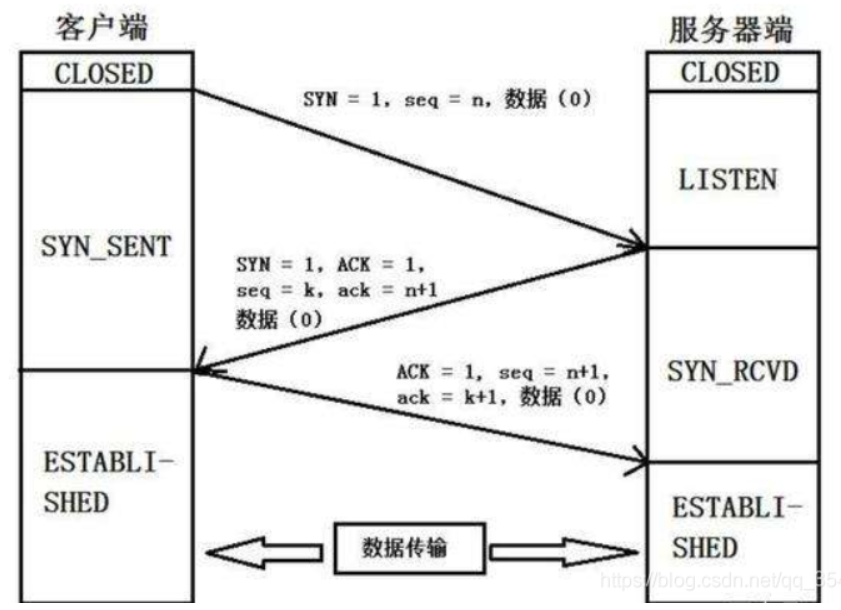 客户端
服务器端
CLOSED
CLOSED
SYN = 1, seq = n, 数据 (0)
LISTEN
SYN_SENT
SYN = 1, ACK = 1,
seq = k, ack = n+1
数据 (0)
ACK = 1, seq = n+1,
ack = k+1, 数据 (0)
SYN_RCVD
ESTABLI-
SHED
ESTABLI-
SHED
数据传输
https://blog.csdn.net/qq_354